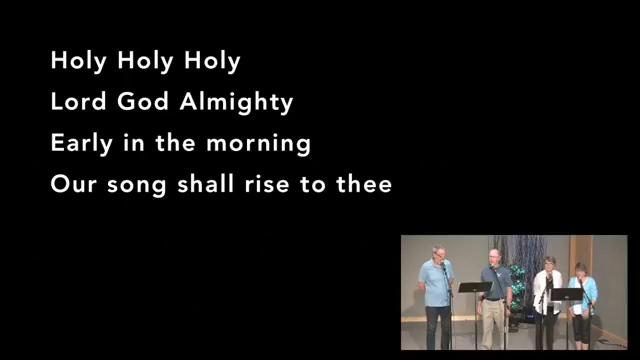 Holy Holy Holy
Lord God Almighty
Early in the morning
Our song shall rise to thee